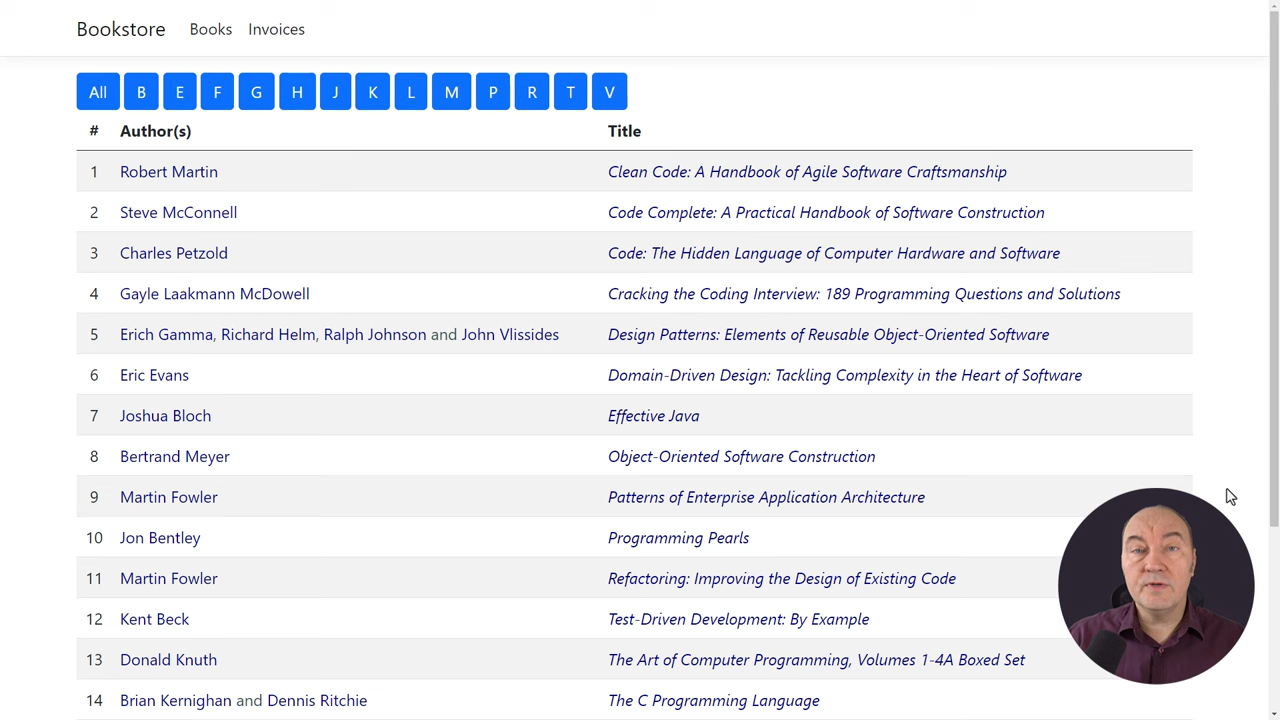 Bookstore Books Invoices
All B E F G H J K L M P R T V
# Author(s) Title
1 Robert Martin Clean Code: A Handbook of Agile Software Craftsmanship
2 Steve McConnell Code Complete: A Practical Handbook of Software Construction
3 Charles Petzold Code: The Hidden Language of Computer Hardware and Software
4 Gayle Laakmann McDowell Cracking the Coding Interview: 189 Programming Questions and Solutions
5 Erich Gamma, Richard Helm, Ralph Johnson and John Vlissides Design Patterns: Elements of Reusable Object-Oriented Software
6 Eric Evans Domain-Driven Design: Tackling Complexity in the Heart of Software
7 Joshua Bloch Effective Java
8 Bertrand Meyer Object-Oriented Software Construction
9 Martin Fowler Patterns of Enterprise Application Architecture
10 Jon Bentley Programming Pearls
11 Martin Fowler Refactoring: Improving the Design of Existing Code
12 Kent Beck Test-Driven Development: By Example
13 Donald Knuth The Art of Computer Programming, Volumes 1-4A Boxed Set
14 Brian Kernighan and Dennis Ritchie The C Programming Language